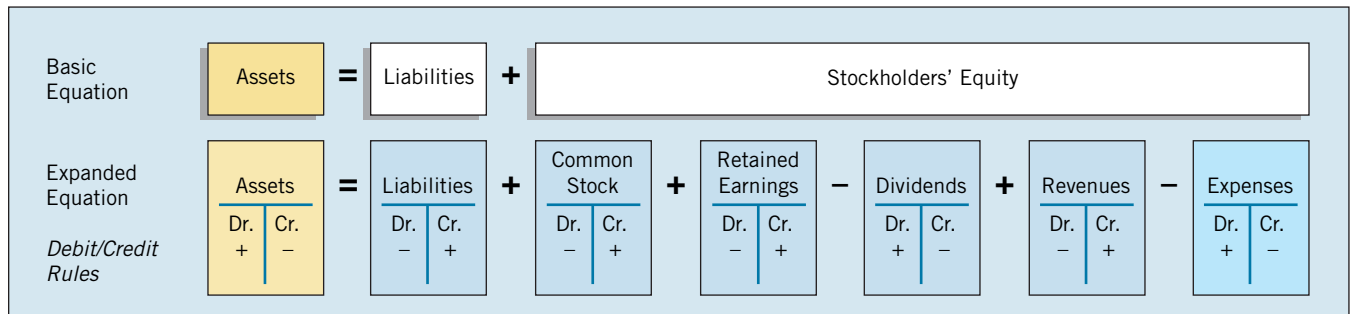 Basic
Equation
Assets = Liabilities + Stockholders’ Equity
Expanded
Equation
Debit/Credit
Rules
Assets
Dr. Cr.
+ –
=
Liabilities
Dr. Cr.
– +
+
Common
Stock
Dr. Cr.
– +
+
Retained
Earnings
Dr. Cr.
– +
–
Dividends
Dr. Cr.
+ –
+
Revenues
Dr. Cr.
– +
–
Expenses
Dr. Cr.
+ –